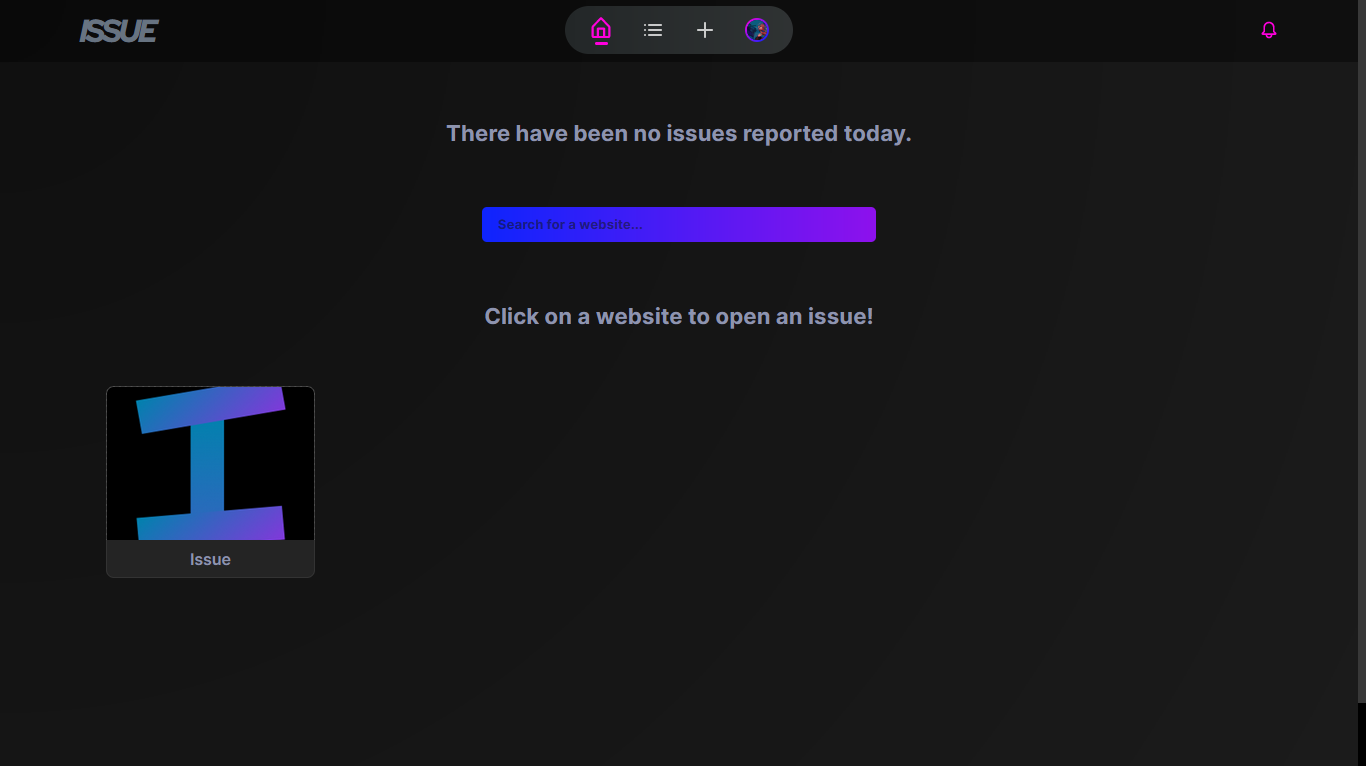 ISSUE
There have been no issues reported today.
Search for a website...
Click on a website to open an issue!
Issue